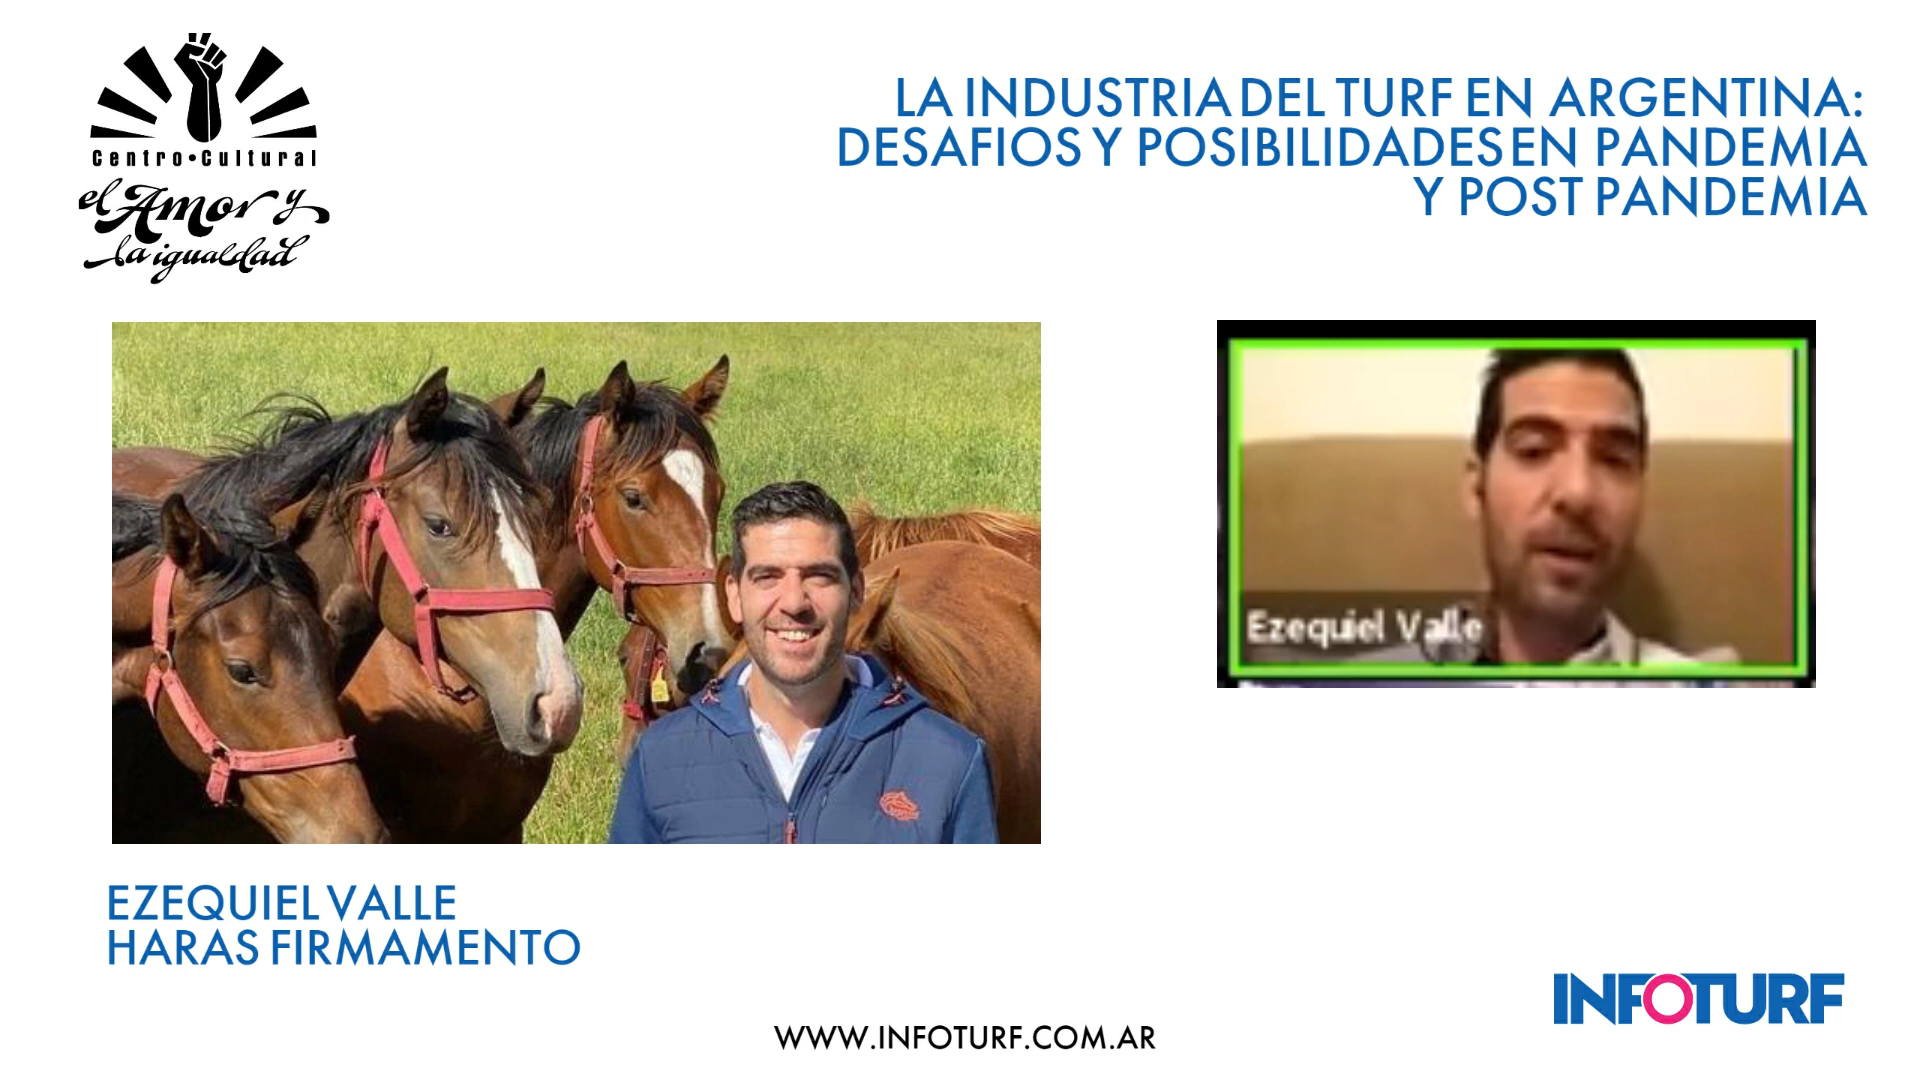 Centro•Cultural
el Amor y
la igualdad
LA INDUSTRIA DEL TURF EN ARGENTINA:
DESAFIOS Y POSIBILIDADES EN PANDEMIA
Y POST PANDEMIA
Ezequiel Valle
EZEQUIEL VALLE
HARAS FIRMAMENTO
INFOTURF
WWW.INFOTURF.COM.AR